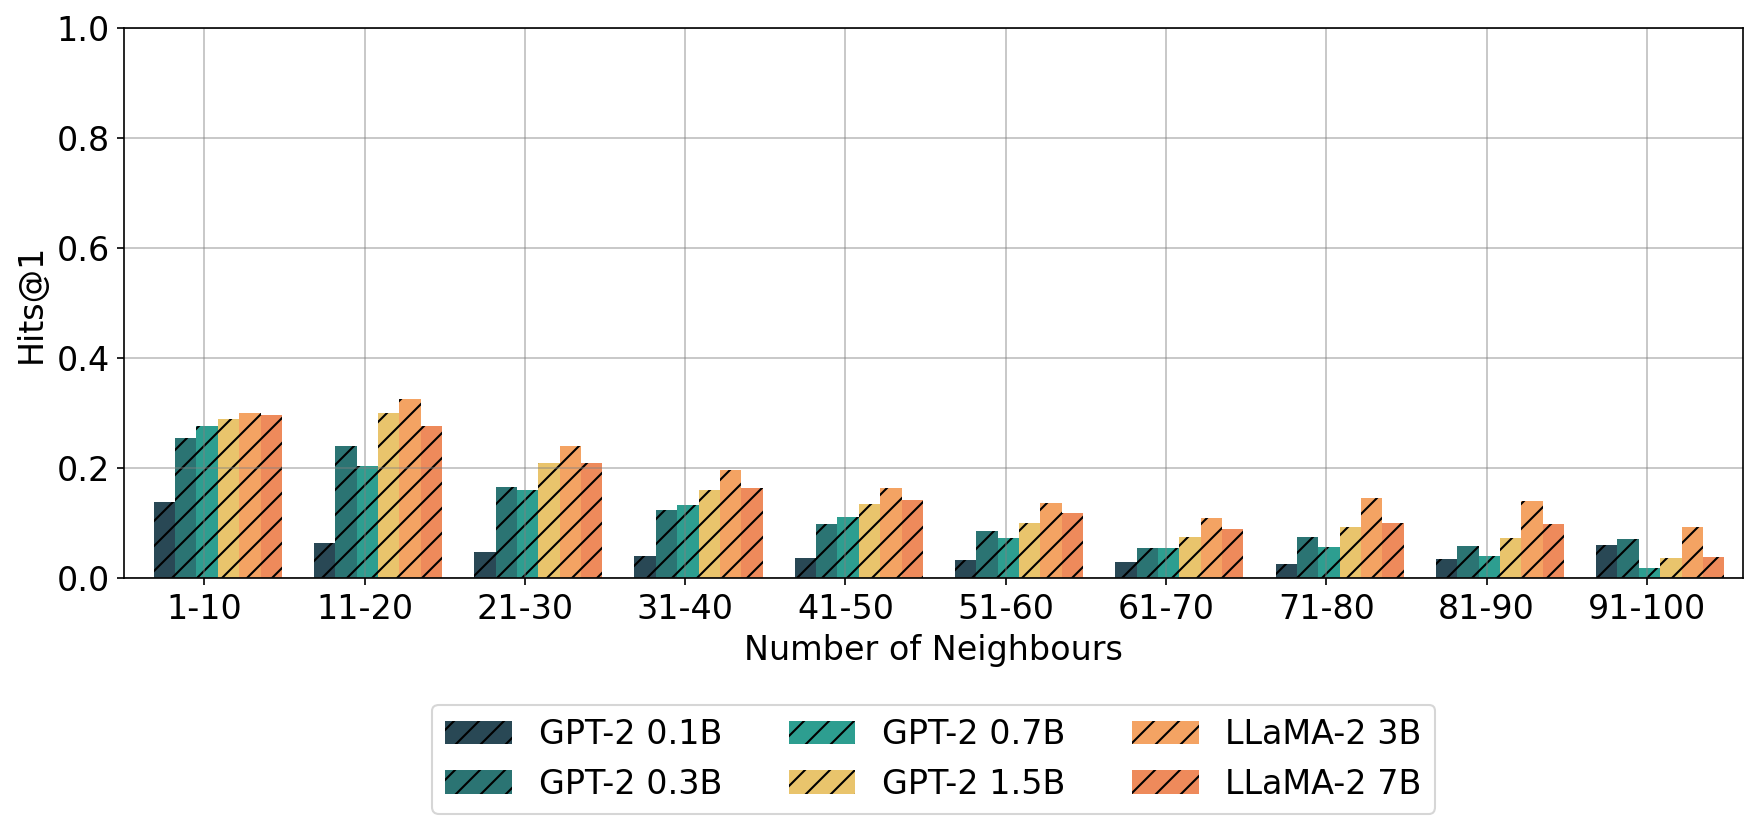 1.0
0.8
0.6
0.4
0.2
0.0
Hits@1
1-10 11-20 21-30 31-40 41-50 51-60 61-70 71-80 81-90 91-100
Number of Neighbours
GPT-2 0.1B GPT-2 0.7B LLaMA-2 3B
GPT-2 0.3B GPT-2 1.5B LLaMA-2 7B